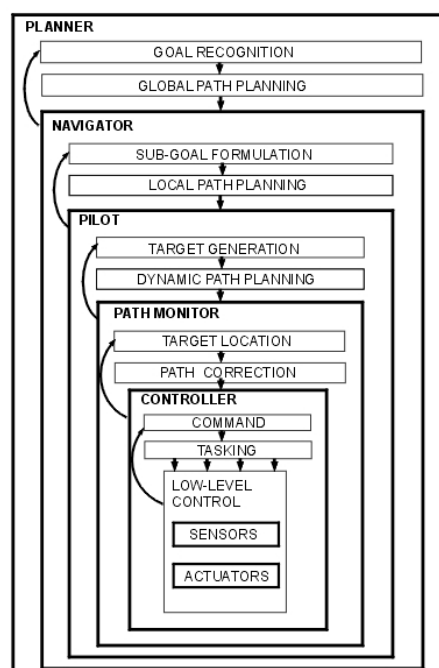 PLANNER
GOAL RECOGNITION
GLOBAL PATH PLANNING
NAVIGATOR
SUB-GOAL FORMULATION
LOCAL PATH PLANNING
PILOT
TARGET GENERATION
DYNAMIC PATH PLANNING
PATH MONITOR
TARGET LOCATION
PATH CORRECTION
CONTROLLER
COMMAND
TASKING
LOW-LEVEL
CONTROL
SENSORS
ACTUATORS